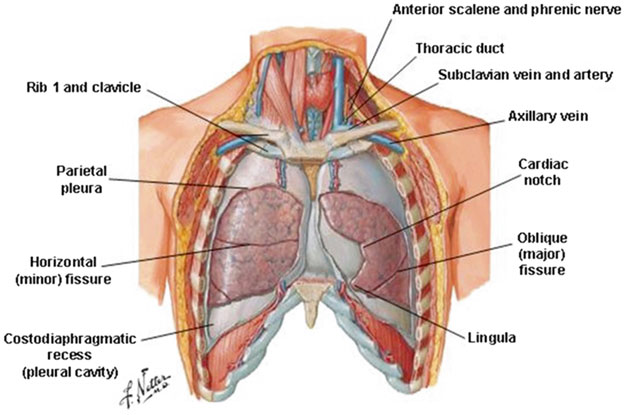 Anterior scalene and phrenic nerve
Thoracic duct
Subclavian vein and artery
Rib 1 and clavicle
Axillary vein
Parietal
pleura
Cardiac
notch
Horizontal
(minor) fissure
Oblique
(major)
fissure
Costodiaphragmatic
recess
(pleural cavity)
Lingula
F. Netter
M.D.